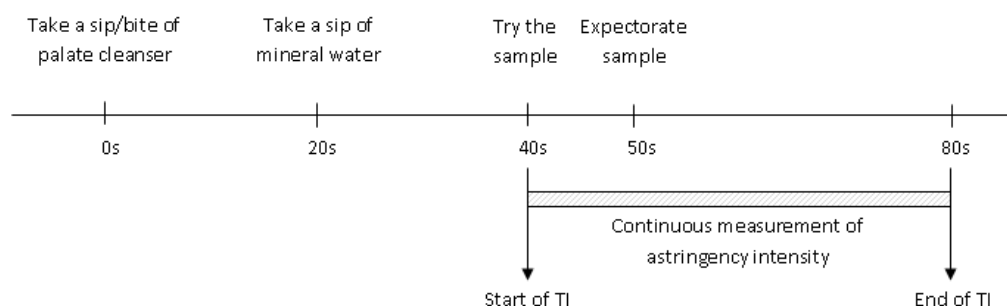 Take a sip/bite of
palate cleanser
Take a sip of
mineral water
Try the
sample
Expectorate
sample
0s
20s
40s
50s
80s
Continuous measurement of
astringency intensity
Start of TI
End of TI